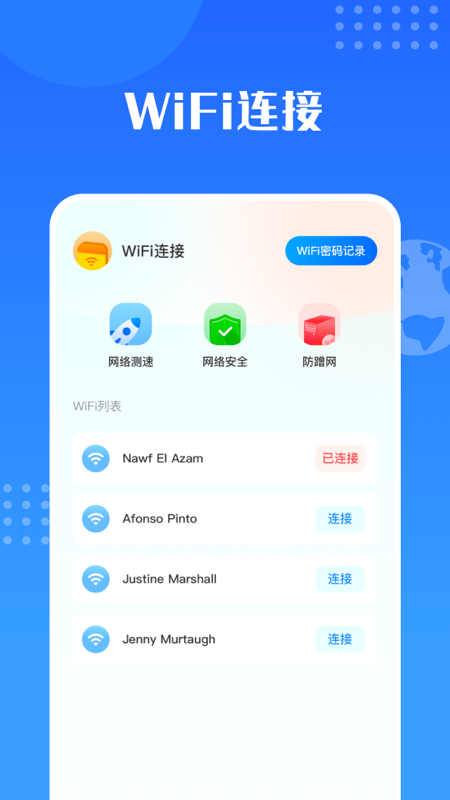 WiFi连接
WiFi连接
WiFi密码记录
网络测速
网络安全
防蹭网
WiFi列表
Nawf El Azam
已连接
Afonso Pinto
连接
Justine Marshall
连接
Jenny Murtaugh
连接